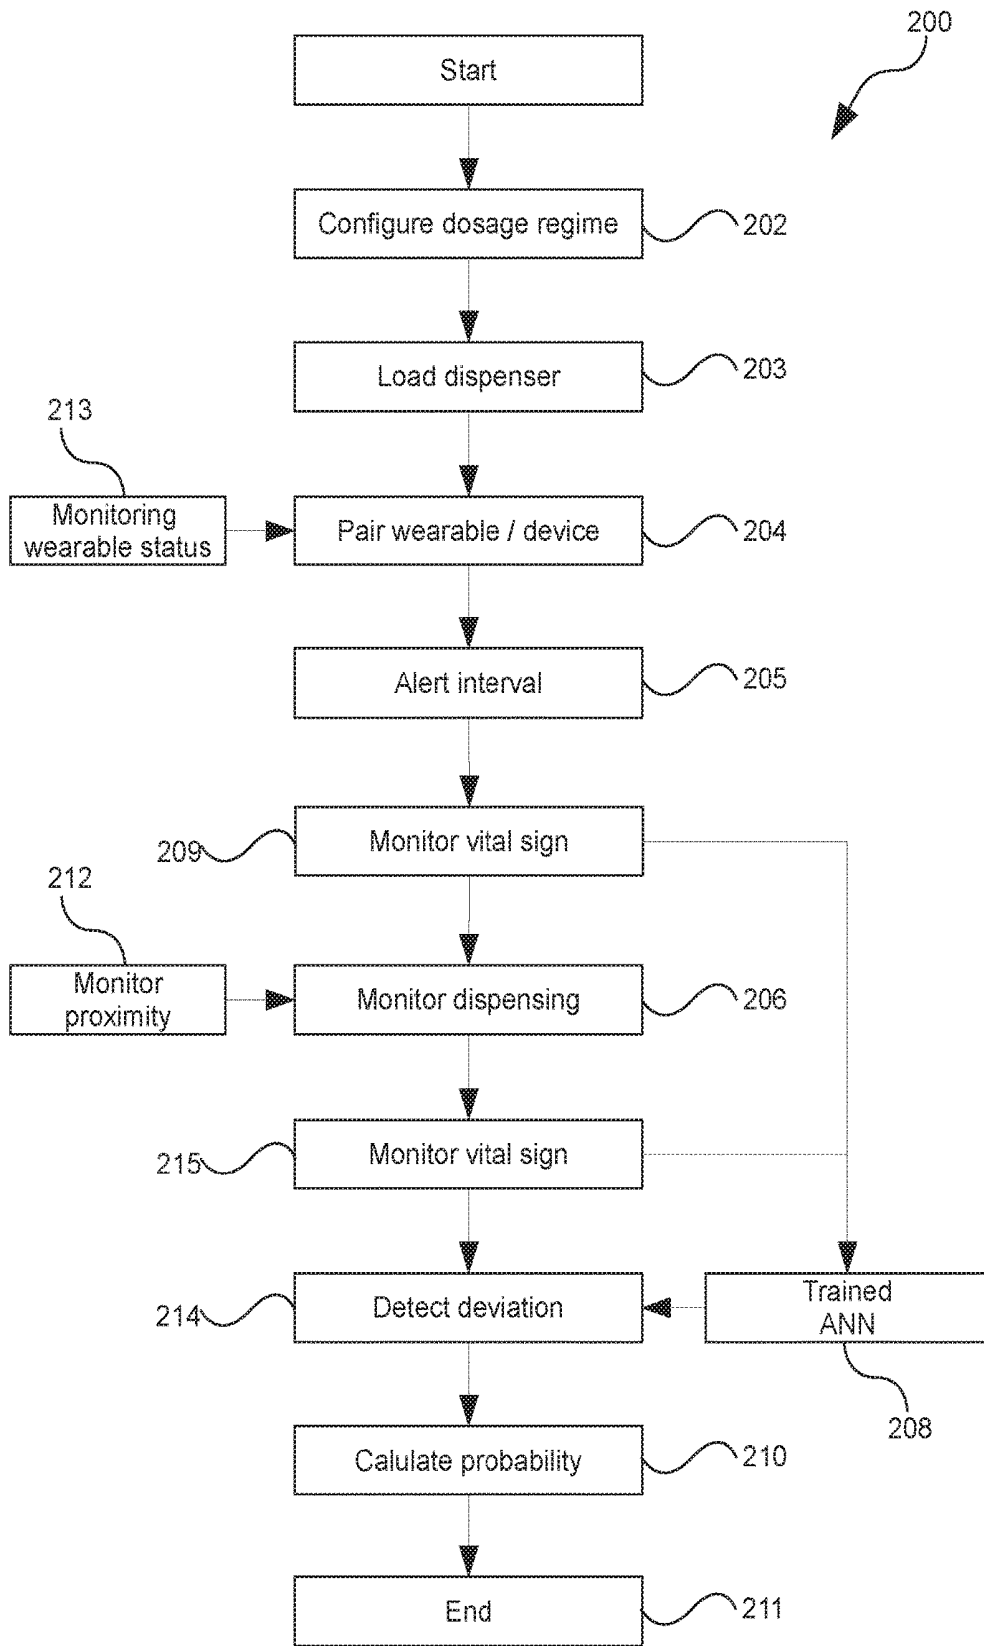 200
Start
Configure dosage regime
202
Load dispenser
203
213
Monitoring
wearable status
Pair wearable / device
204
Alert interval
205
Monitor vital sign
209
212
Monitor
proximity
Monitor dispensing
206
Monitor vital sign
215
Detect deviation
214
Trained
ANN
208
Calulate probability
210
End
211